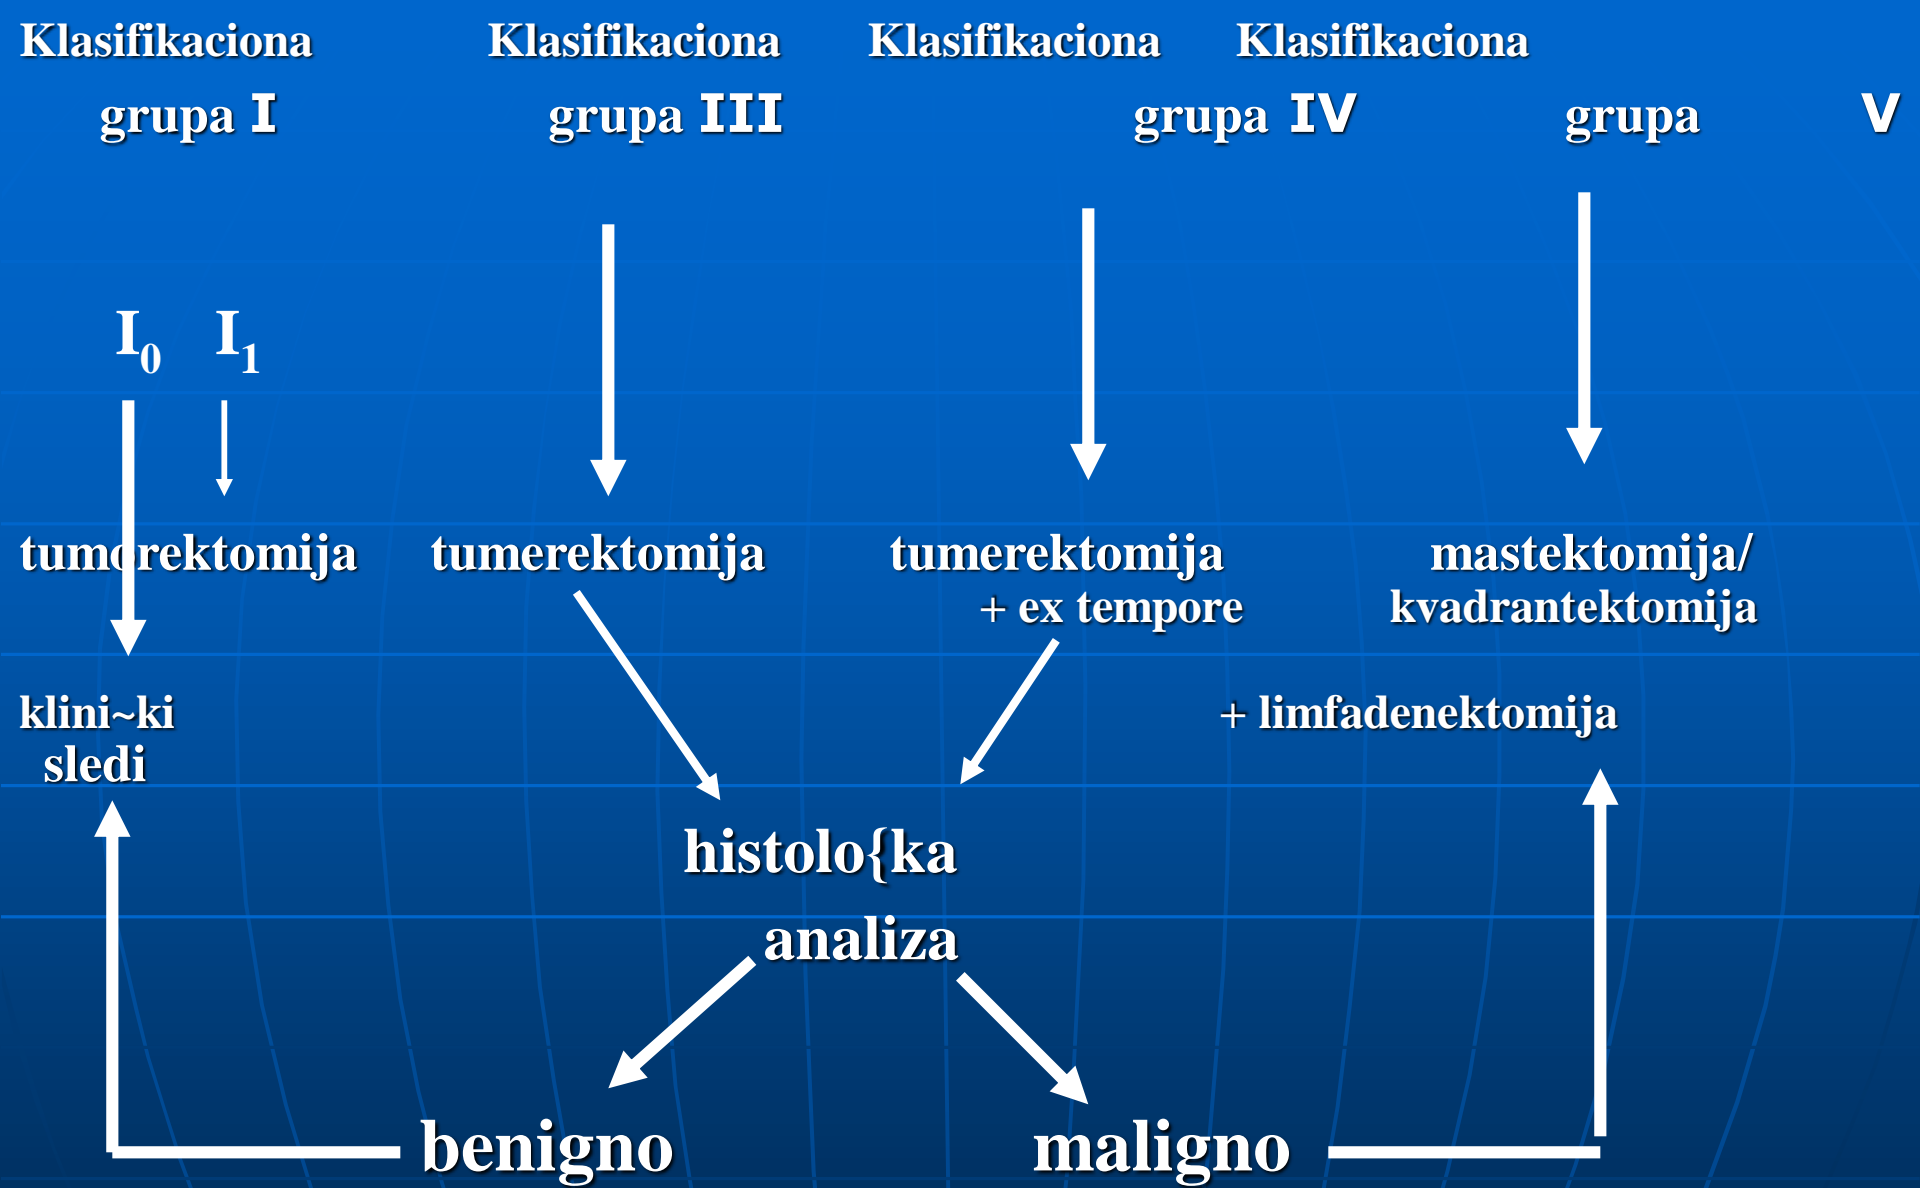 Klasifikaciona Klasifikaciona Klasifikaciona Klasifikaciona
grupa I grupa III grupa IV grupa V
I0 I1
tumorektomija tumerektomija tumerektomija mastektomija/
+ ex tempore kvadrantektomija
klini~ki + limfadenektomija
sledi
histolo{ka
analiza
benigno maligno